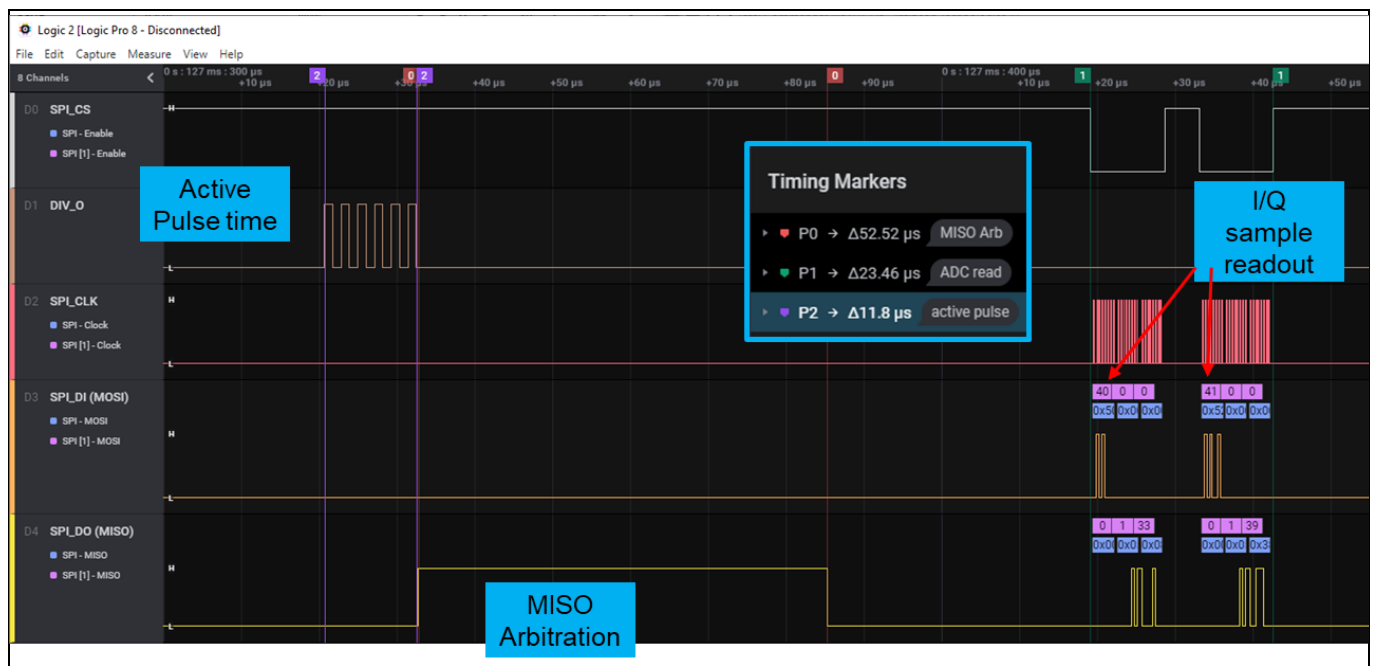 Logic 2 [Logic Pro 8 - Disconnected]
File Edit Capture Measure View Help
8 Channels
0 s : 127 ms : 300 µs
0 s : 127 ms : 400 µs
+10 µs
+40 µs +50 µs +60 µs +70 µs +80 µs +90 µs +10 µs +20 µs +30 µs +50 µs
2 0 2 0 1 1
D0 SPI_CS
SPI - Enable
SPI [1] - Enable
H
Active
Pulse time
D1 DIV_O
L
Timing Markers
P0 → Δ52.52 µs MISO Arb
P1 → Δ23.46 µs ADC read
P2 → Δ11.8 µs active pulse
I/Q
sample
readout
D2 SPI_CLK
SPI - Clock
SPI [1] - Clock
H
L
D3 SPI_DI (MOSI)
SPI - MOSI
SPI [1] - MOSI
H
L
40 0 0 41 0 0
D4 SPI_DO (MISO)
SPI - MISO
SPI [1] - MISO
H
L
0 1 33 0 1 39
MISO
Arbitration